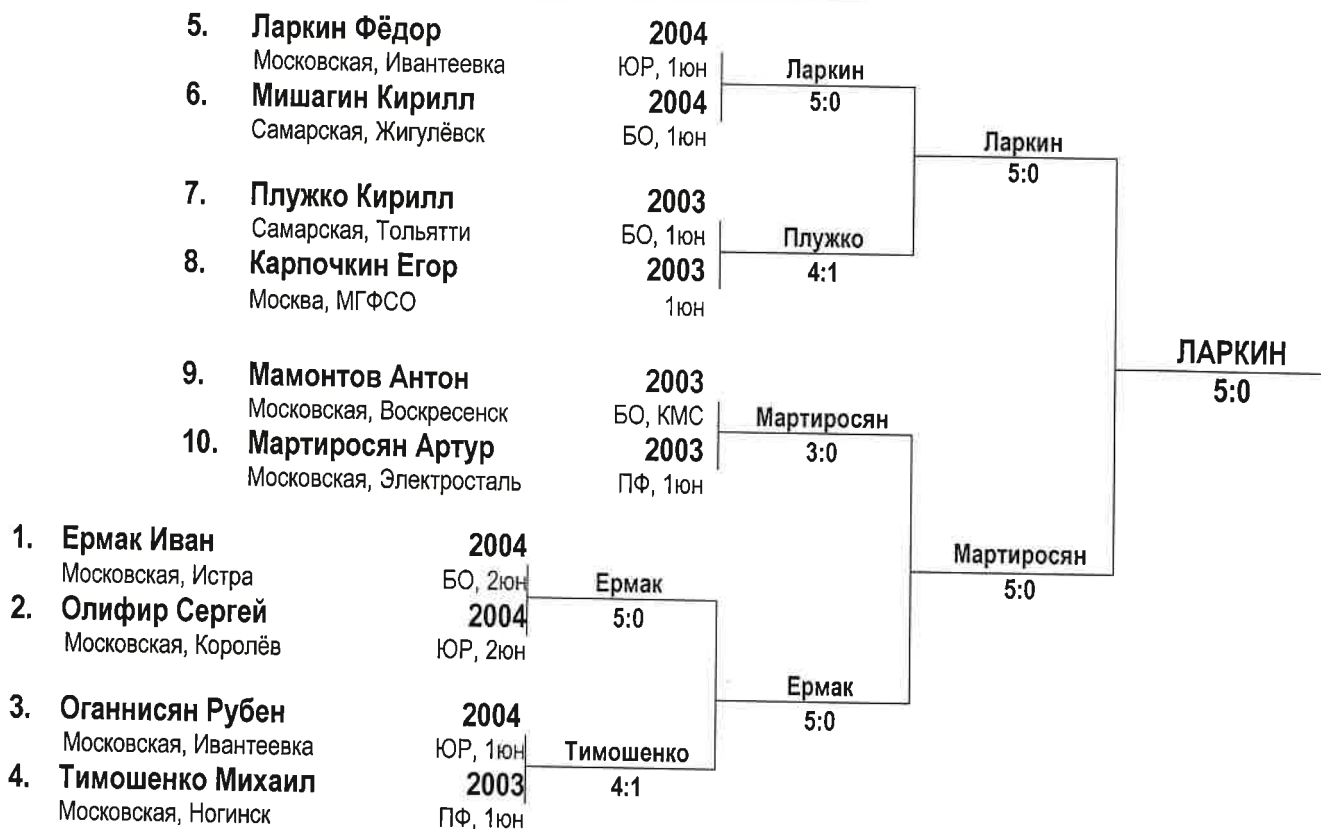 5. Ларкин Фёдор 2004
Московская, Ивантеевка ЮР, 1юн
Ларкин
5:0
6. Мишагин Кирилл 2004
Самарская, Жигулёвск БО, 1юн
Ларкин
5:0
7. Плужко Кирилл 2003
Самарская, Тольятти БО, 1юн
Плужко
4:1
8. Карпочкин Егор 2003
Москва, МГФСО 1юн
ЛАРКИН
5:0
9. Мамонтов Антон 2003
Московская, Воскресенск БО, КМС
Мартиросян
3:0
10. Мартиросян Артур 2003
Московская, Электросталь ПФ, 1юн
Мартиросян
5:0
1. Ермак Иван 2004
Московская, Истра БО, 2юн
Ермак
5:0
2. Олифир Сергей 2004
Московская, Королёв ЮР, 2юн
Ермак
5:0
3. Оганнисян Рубен 2004
Московская, Ивантеевка ЮР, 1юн
Тимошенко
4:1
4. Тимошенко Михаил 2003
Московская, Ногинск ПФ, 1юн